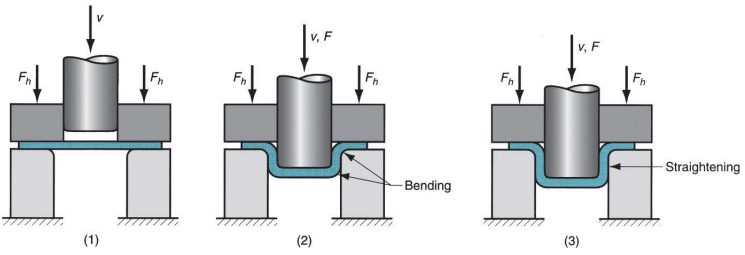 v
F_h F_h
(1)
v, F
F_h F_h
Bending
(2)
v, F
F_h F_h
Straightening
(3)